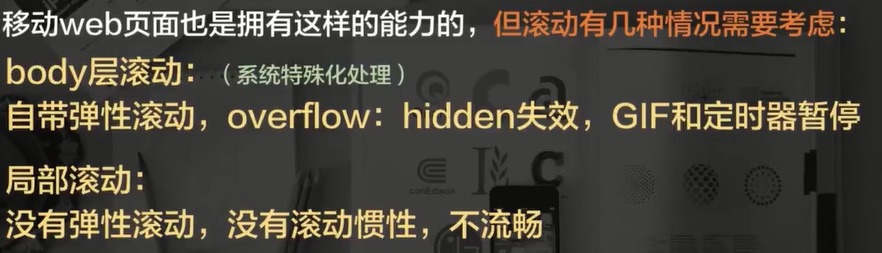 移动web页面也是拥有这样的能力的，但滚动有几种情况需要考虑：
body层滚动：（系统特殊化处理）
自带弹性滚动，overflow：hidden失效，GIF和定时器暂停
局部滚动：
没有弹性滚动，没有滚动惯性，不流畅